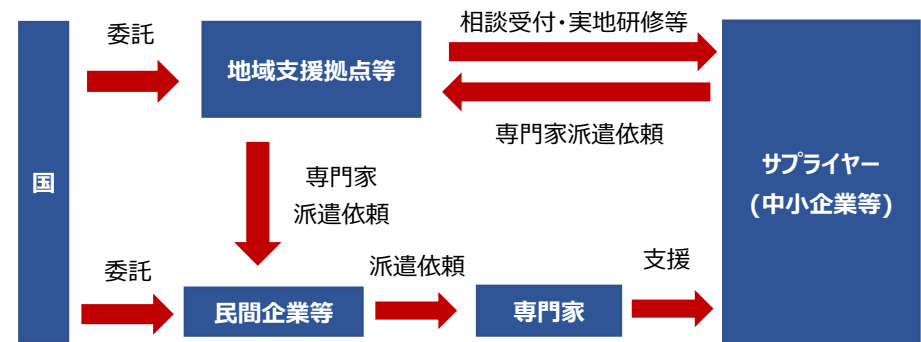 委託
地域支援拠点等
相談受付・実地研修等
専門家派遣依頼
国
サプライヤー
(中小企業等)
専門家
派遣依頼
委託
民間企業等
派遣依頼
専門家
支援